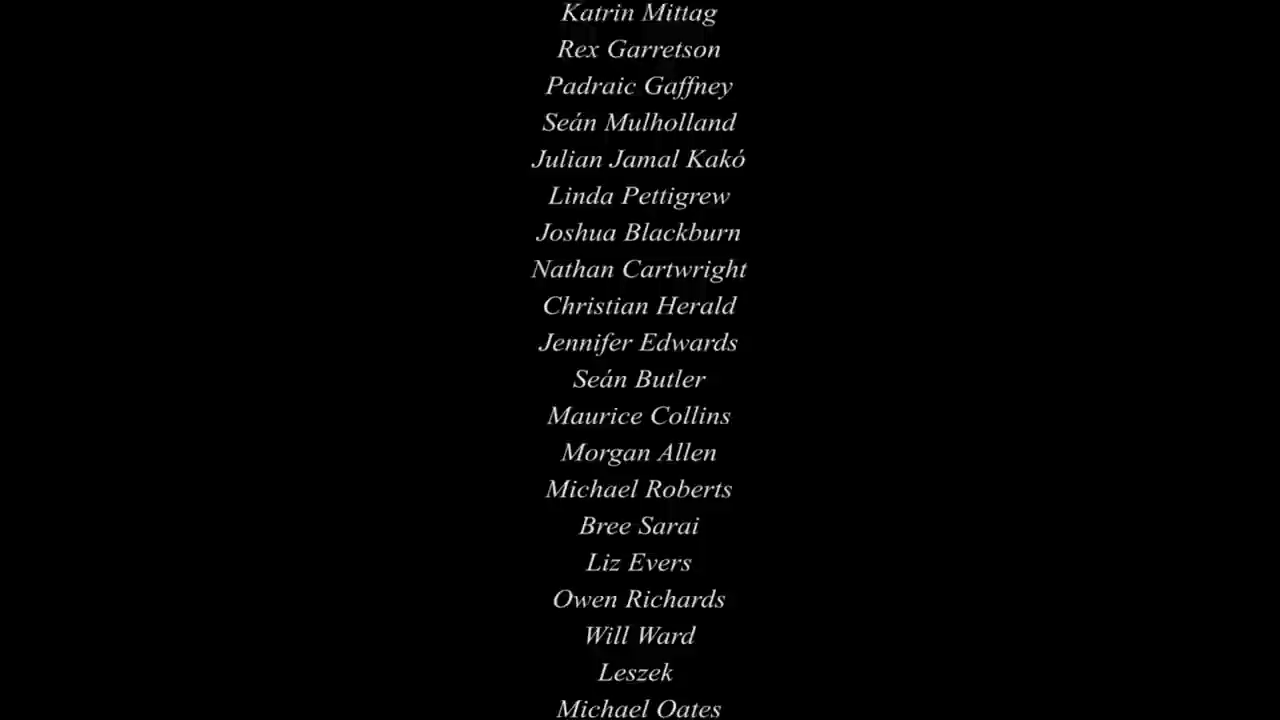 Katrin Mittag
Rex Garretson
Padraic Gaffney
Seán Mulholland
Julian Jamal Kakó
Linda Pettigrew
Joshua Blackburn
Nathan Cartwright
Christian Herald
Jennifer Edwards
Seán Butler
Maurice Collins
Morgan Allen
Michael Roberts
Bree Sarai
Liz Evers
Owen Richards
Will Ward
Leszek
Michael Oates